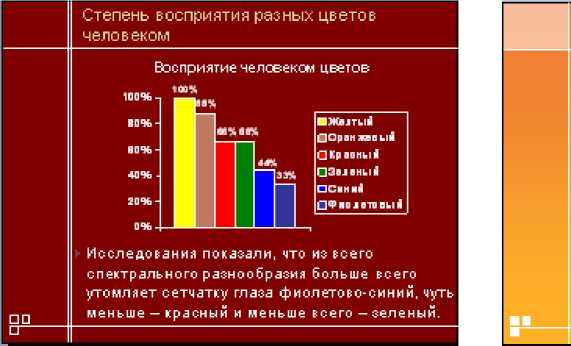 Степень восприятия разных цветов
человеком
Восприятие человеком цветов
100%
100%
88%
80%
66% 66%
60%
44%
40%
33%
20%
0%
Желтый
Оранжевый
Красный
Зеленый
Синий
Фиолетовый
Исследования показали, что из всего
спектрального разнообразия больше всего
утомляет сетчатку глаза фиолетово-синий, чуть
меньше – красный и меньше всего – зеленый.